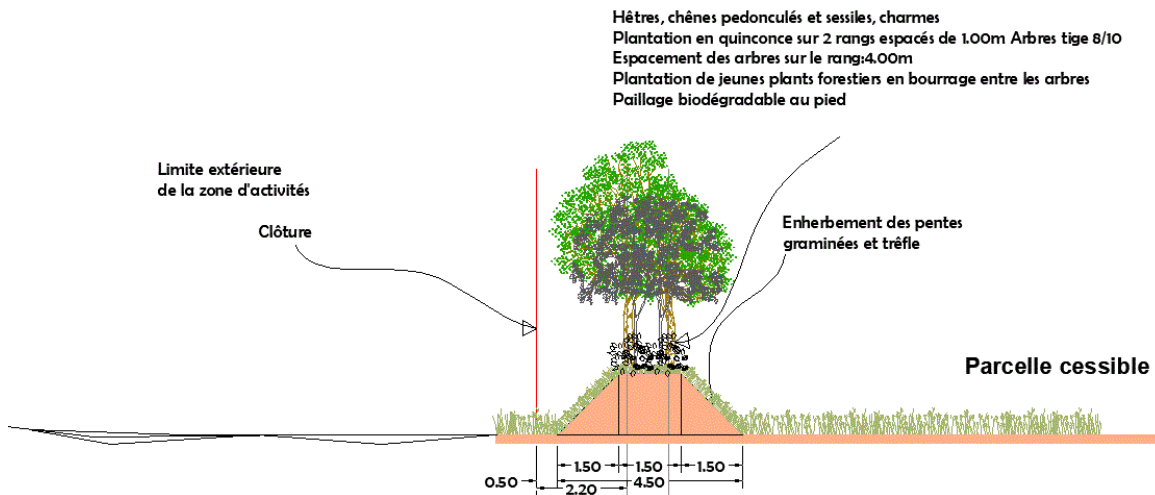 Hêtres, chênes pedonculés et sessiles, charmes
Plantation en quinconce sur 2 rangs espacés de 1.00m Arbres tige 8/10
Espacement des arbres sur le rang:4.00m
Plantation de jeunes plants forestiers en bourrage entre les arbres
Paillage biodégradable au pied
Limite extérieure
de la zone d'activités
Clôture
Enherbement des pentes
graminées et trêfle
Parcelle cessible
1.50 1.50 1.50
0.50 4.50
2.20